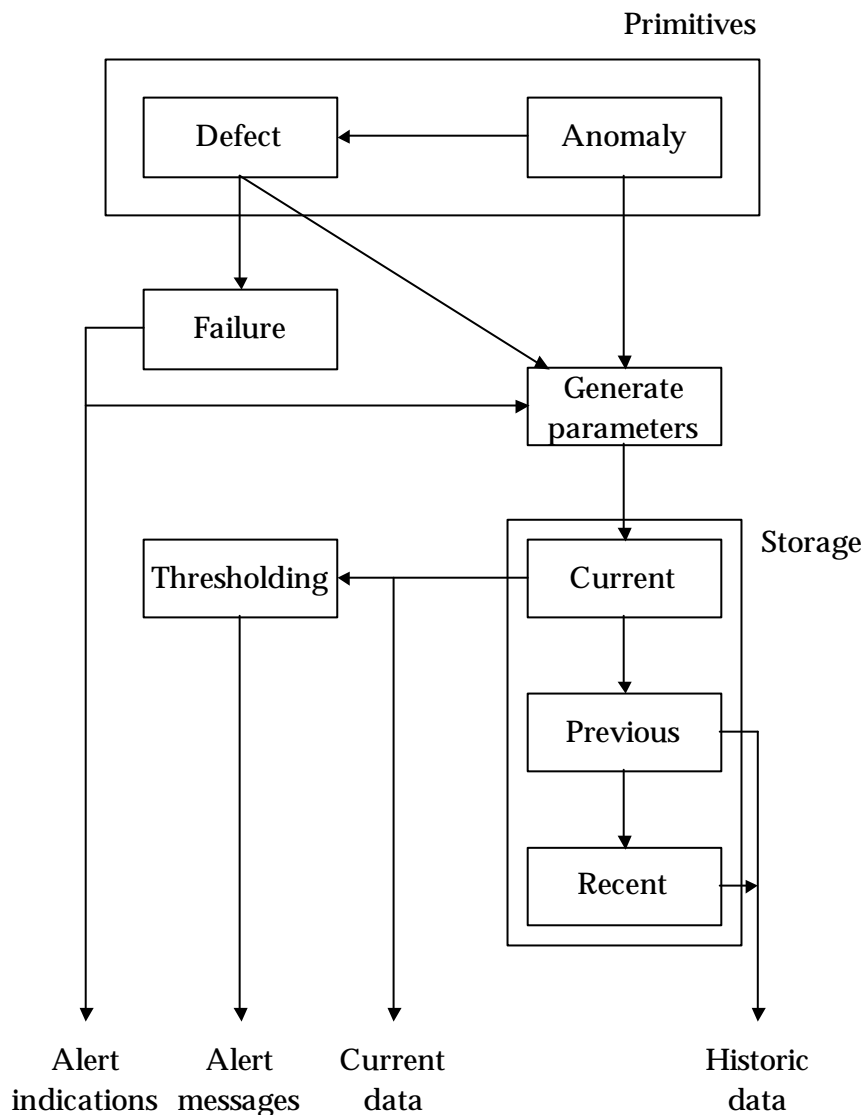 Primitives
Defect
Anomaly
Failure
Generate
parameters
Storage
Thresholding
Current
Previous
Recent
Alert
indications
Alert
messages
Current
data
Historic
data